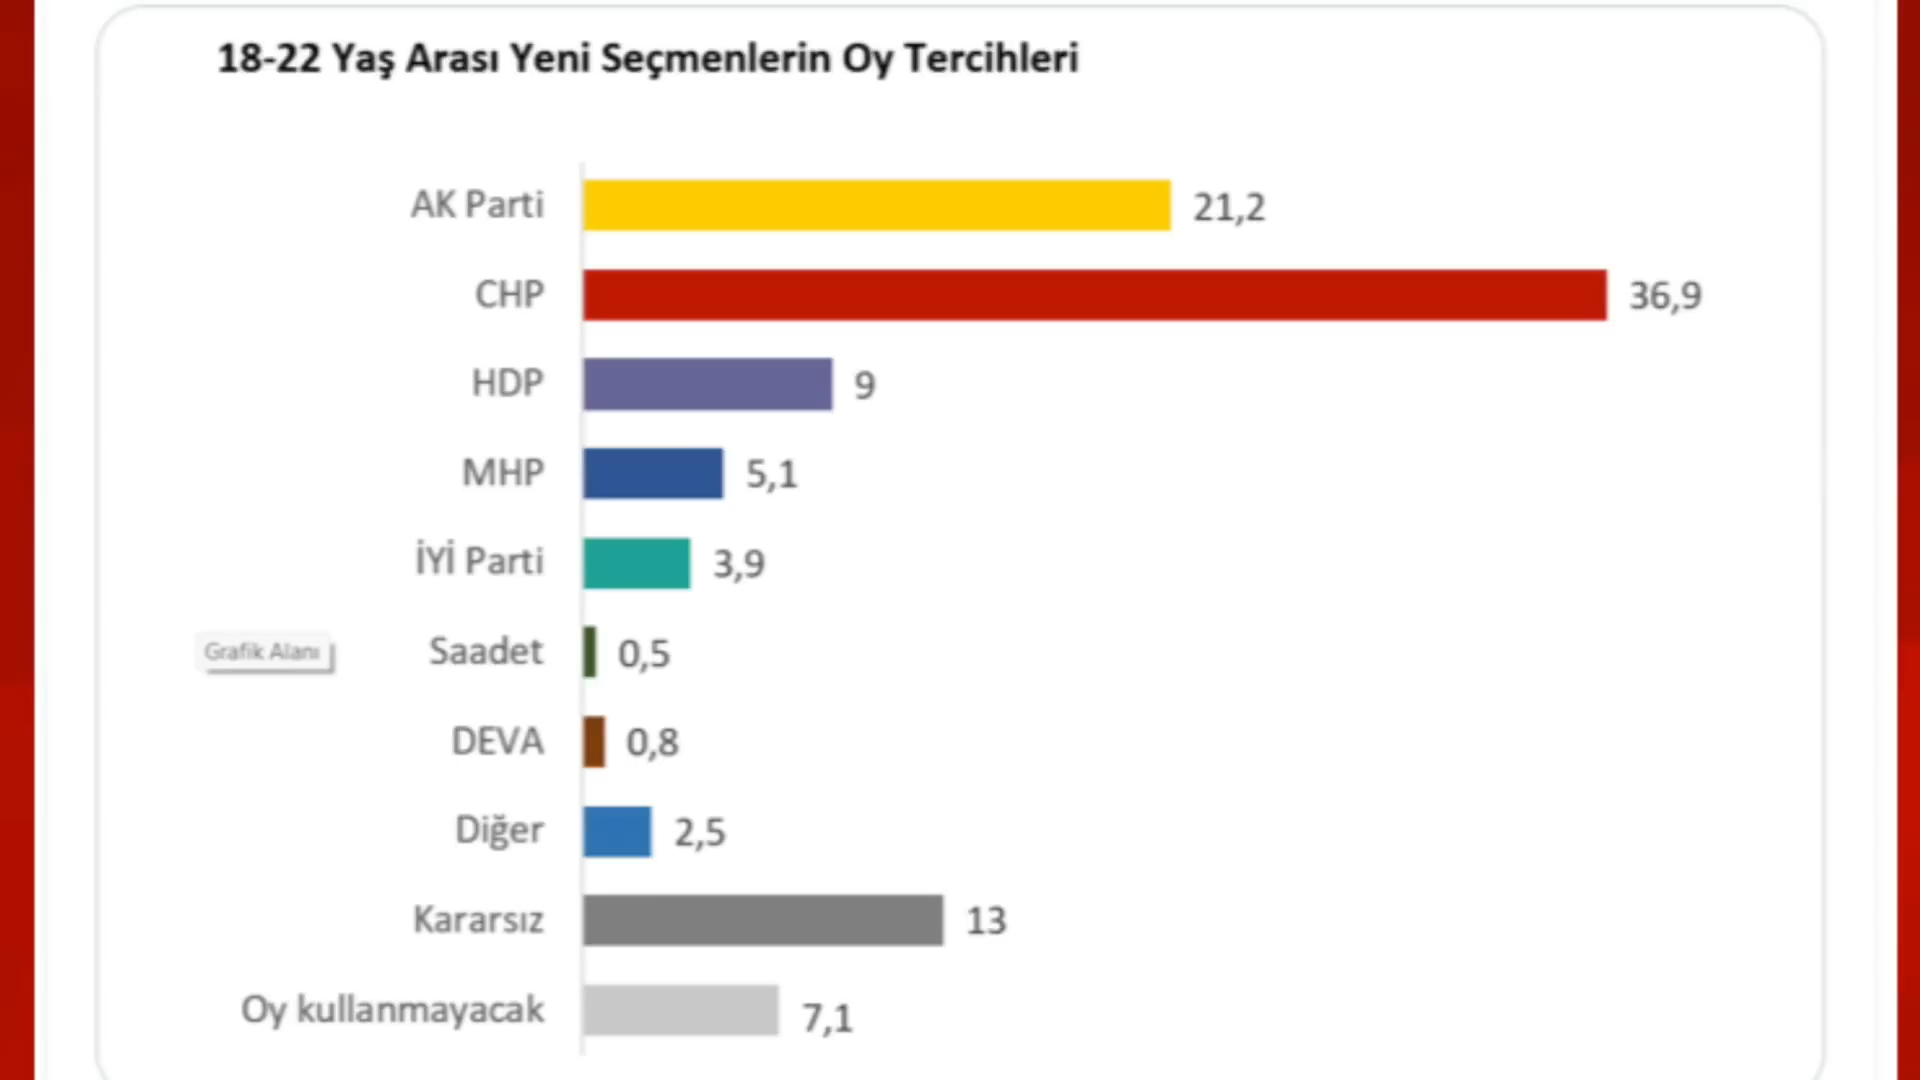 18-22 Yaş Arası Yeni Seçmenlerin Oy Tercihleri
AK Parti 21,2
CHP 36,9
HDP 9
MHP 5,1
İYİ Parti 3,9
Grafik Alanı Saadet 0,5
DEVA 0,8
Diğer 2,5
Kararsız 13
Oy kullanmayacak 7,1